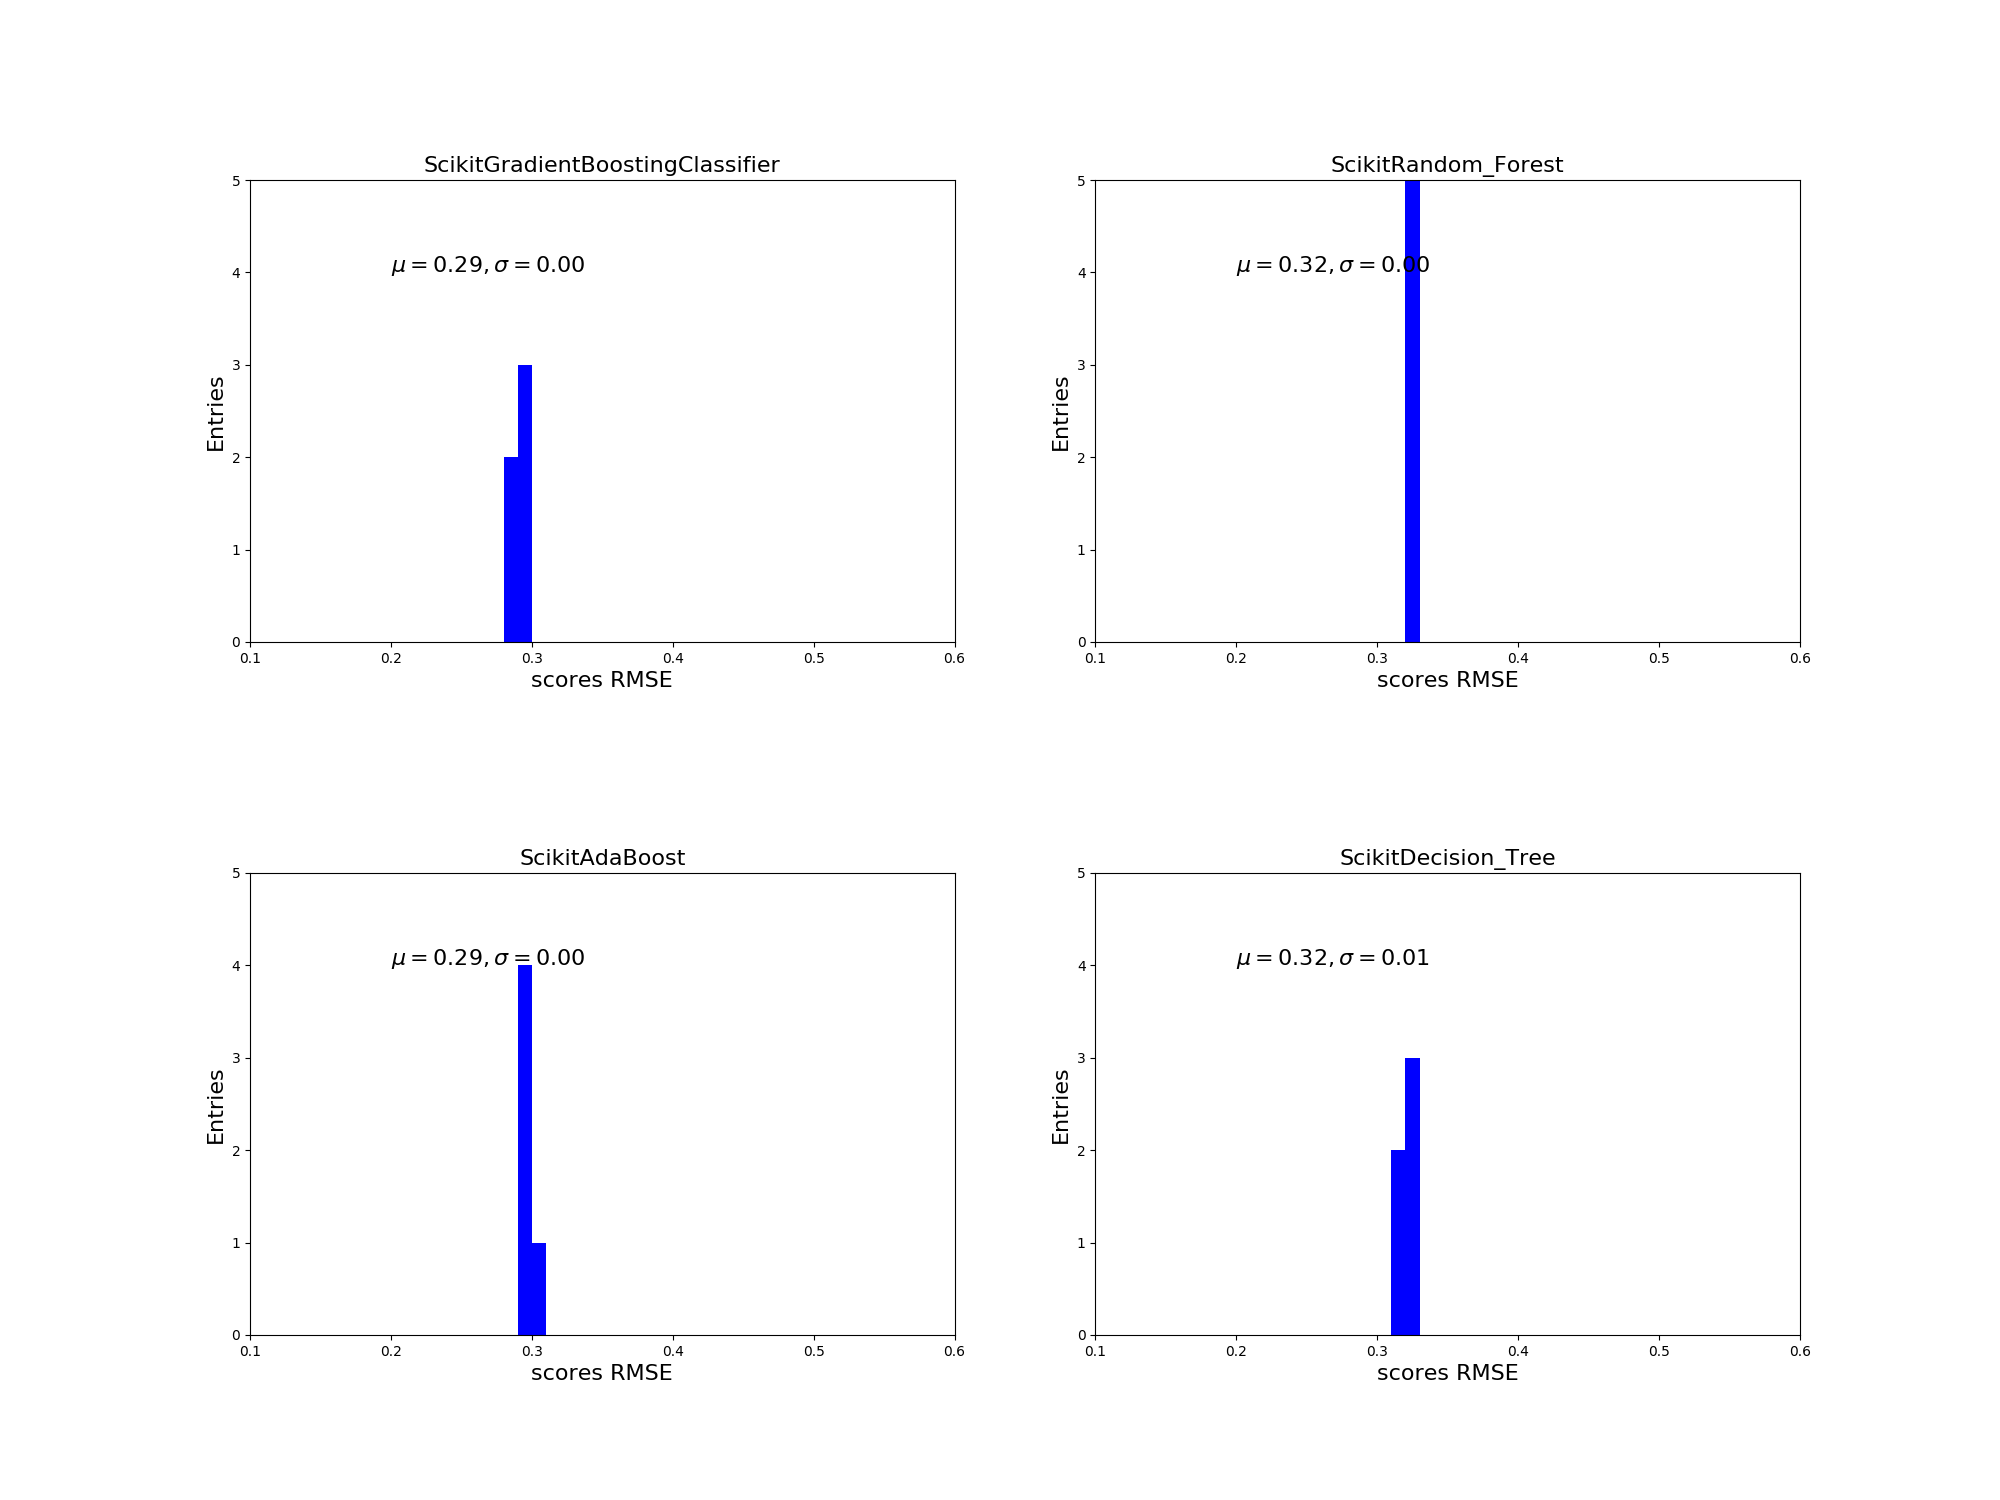 ScikitGradientBoostingClassifier
5
4
3
2
1
0
Entries
μ = 0.29, σ = 0.00
0.1 0.2 0.3 0.4 0.5 0.6
scores RMSE
ScikitRandom_Forest
5
4
3
2
1
0
Entries
μ = 0.32, σ = 0.00
0.1 0.2 0.3 0.4 0.5 0.6
scores RMSE
ScikitAdaBoost
5
4
3
2
1
0
Entries
μ = 0.29, σ = 0.00
0.1 0.2 0.3 0.4 0.5 0.6
scores RMSE
ScikitDecision_Tree
5
4
3
2
1
0
Entries
μ = 0.32, σ = 0.01
0.1 0.2 0.3 0.4 0.5 0.6
scores RMSE